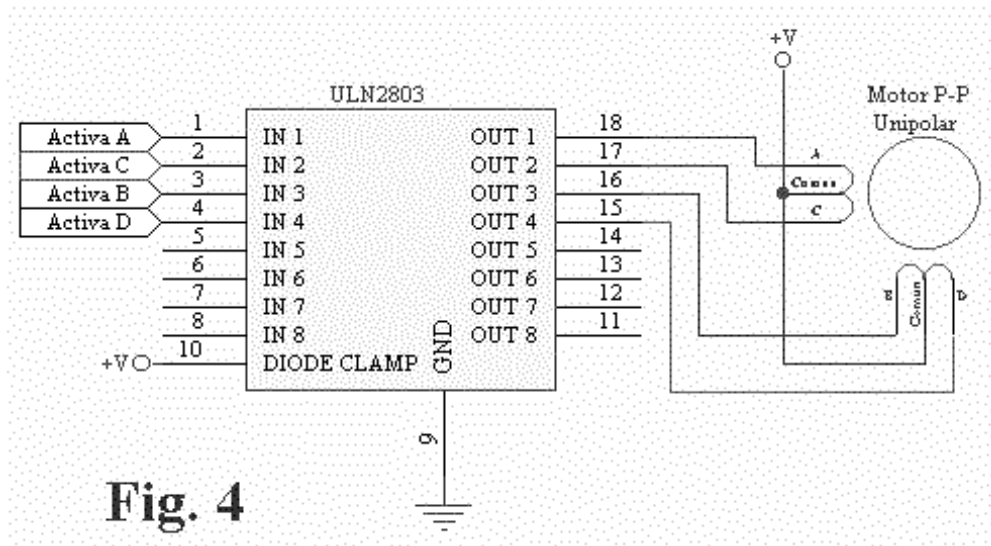 +V
ULN2803
Motor P-P
Unipolar
Activa A
Activa C
Activa B
Activa D
1
2
3
4
5
6
7
8
10
IN 1
IN 2
IN 3
IN 4
IN 5
IN 6
IN 7
IN 8
DIODE CLAMP
GND
OUT 1
OUT 2
OUT 3
OUT 4
OUT 5
OUT 6
OUT 7
OUT 8
18
17
16
15
14
13
12
11
A
Comun
C
B
Comun
D
+V
9
Fig. 4